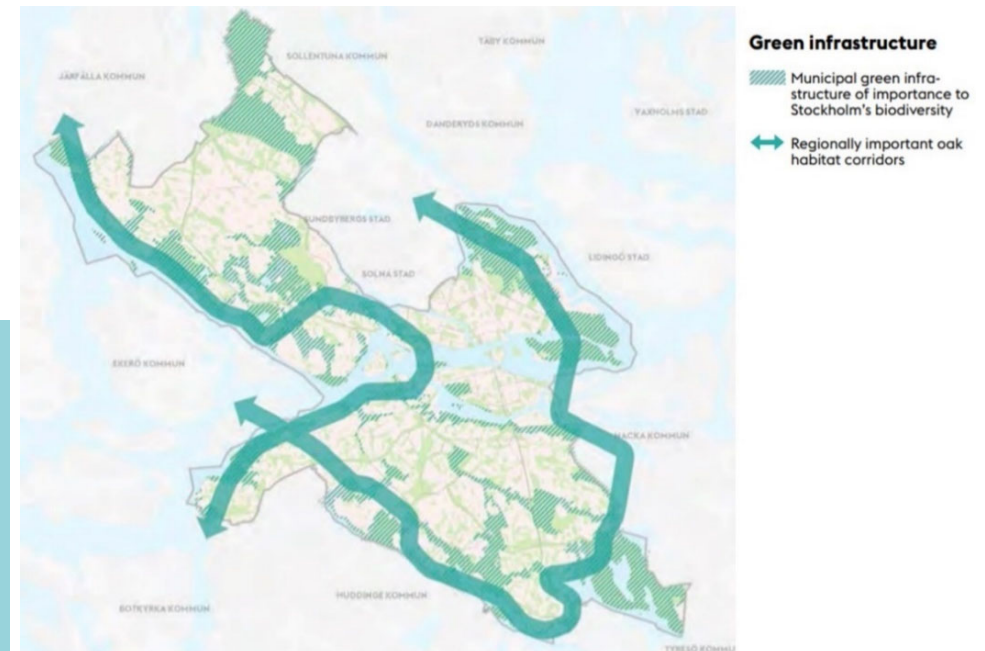 TÄBY KOMMUN
SOLLENTUNA KOMMUN
JÄRFÄLLA KOMMUN
VAXHOLMS STAD
DANDERYDS KOMMUN
SUNDBYBERGS STAD
LIDINGÖ STAD
SOLNA STAD
EKERÖ KOMMUN
NACKA KOMMUN
HUDDINGE KOMMUN
BOTKYRKA KOMMUN
TYRESÖ KOMMU
Green infrastructure
Municipal green infra-
structure of importance to
Stockholm's biodiversity
Regionally important oak
habitat corridors